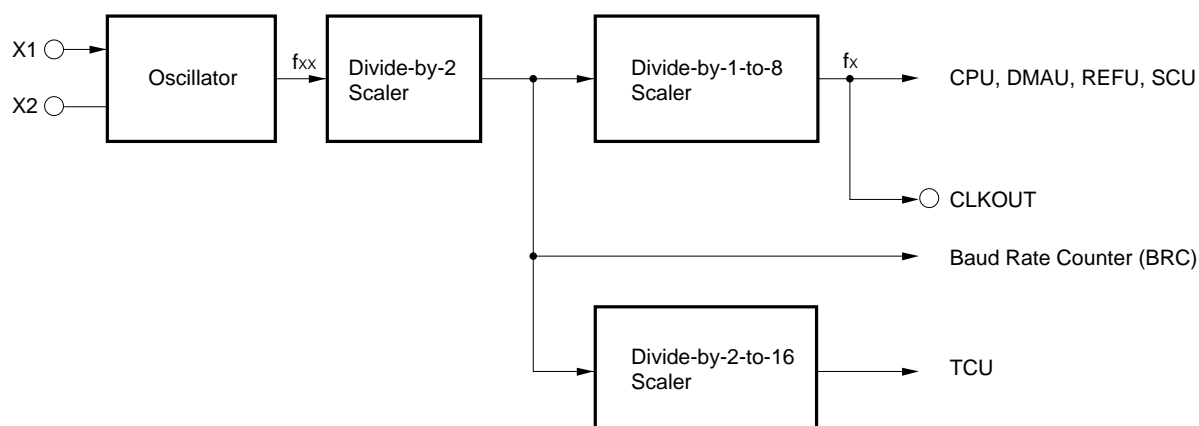 X1
X2
Oscillator
fXX
Divide-by-2
Scaler
Divide-by-1-to-8
Scaler
fX
CPU, DMAU, REFU, SCU
CLKOUT
Baud Rate Counter (BRC)
Divide-by-2-to-16
Scaler
TCU